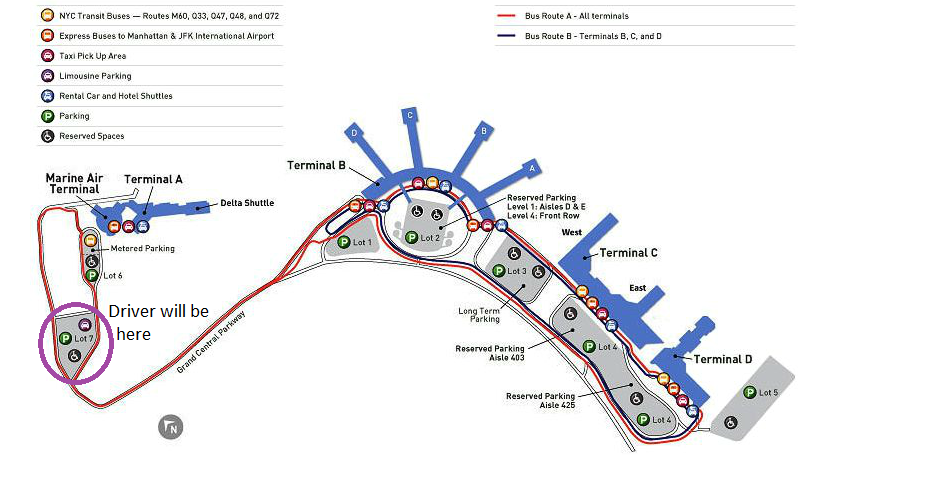 NYC Transit Buses — Routes M60, Q33, Q47, Q48, and Q72
Express Buses to Manhattan & JFK International Airport
Taxi Pick Up Area
Limousine Parking
Rental Car and Hotel Shuttles
P Parking
Reserved Spaces
Bus Route A - All terminals
Bus Route B - Terminals B, C, and D
Marine Air
Terminal
Terminal A
Delta Shuttle
Metered Parking
P Lot 6
Driver will be
here
P Lot 7
Grand Central Parkway
N
Terminal B
D
C
B
A
Reserved Parking
Level 1: Aisles D & E
Level 4: Front Row
P Lot 1
P Lot 2
P Lot 3
Long Term
Parking
West
Terminal C
East
Reserved Parking
Aisle 403
P Lot 4
Terminal D
Reserved Parking
Aisle 425
P Lot 4
P Lot 5